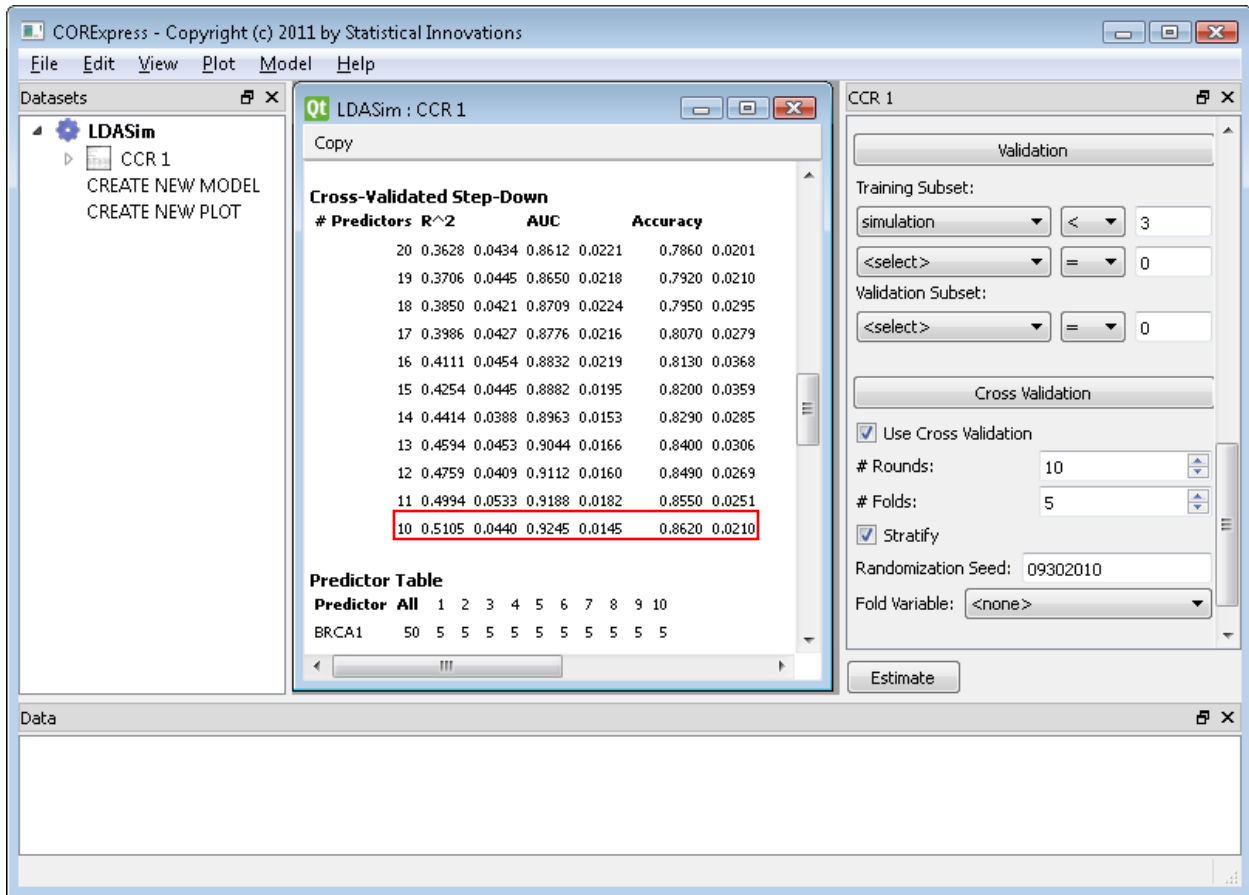 CORExpress - Copyright (c) 2011 by Statistical Innovations
File Edit View Plot Model Help
Datasets
LDASim
CCR 1
CREATE NEW MODEL
CREATE NEW PLOT
Qt LDASim : CCR 1
Copy
Cross-Validated Step-Down
# Predictors R^2 AUC Accuracy
20 0.3628 0.0434 0.8612 0.0221 0.7860 0.0201
19 0.3706 0.0445 0.8650 0.0218 0.7920 0.0210
18 0.3850 0.0421 0.8709 0.0224 0.7950 0.0295
17 0.3986 0.0427 0.8776 0.0216 0.8070 0.0279
16 0.4111 0.0454 0.8832 0.0219 0.8130 0.0368
15 0.4254 0.0445 0.8882 0.0195 0.8200 0.0359
14 0.4414 0.0388 0.8963 0.0153 0.8290 0.0285
13 0.4594 0.0453 0.9044 0.0166 0.8400 0.0306
12 0.4759 0.0409 0.9112 0.0160 0.8490 0.0269
11 0.4994 0.0533 0.9188 0.0182 0.8550 0.0251
10 0.5105 0.0440 0.9245 0.0145 0.8620 0.0210
Predictor Table
Predictor All 1 2 3 4 5 6 7 8 9 10
BRCA1 50 5 5 5 5 5 5 5 5 5 5
CCR 1
Validation
Training Subset:
simulation < 3
<select> = 0
Validation Subset:
<select> = 0
Cross Validation
Use Cross Validation
# Rounds: 10
# Folds: 5
Stratify
Randomization Seed: 09302010
Fold Variable: <none>
Estimate
Data